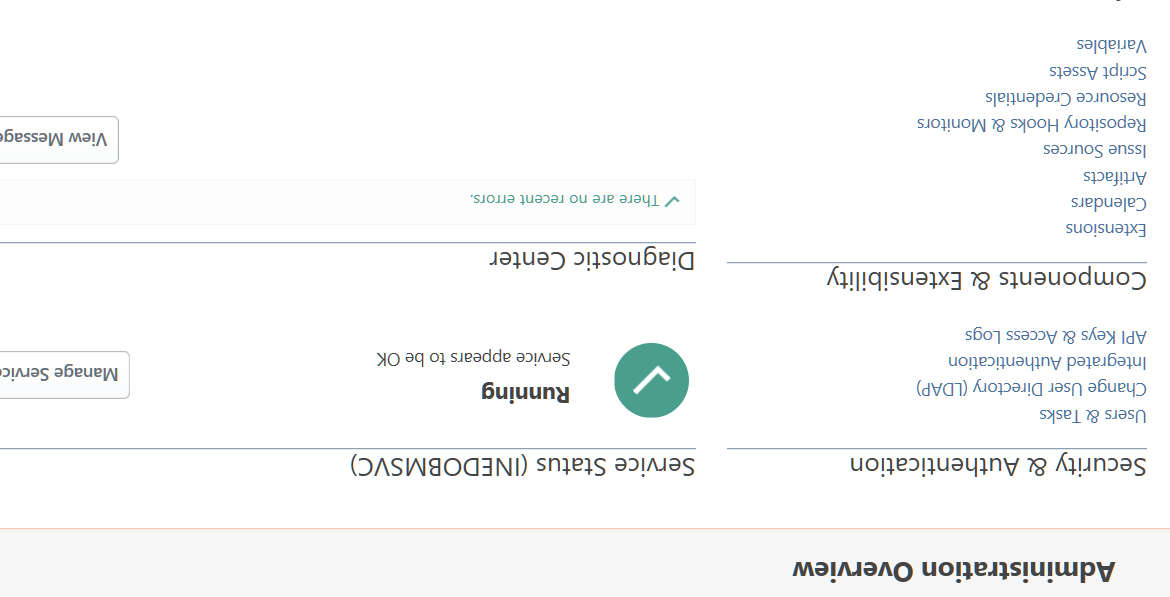 Administration Overview
Security & Authentication
Users & Tasks
Change User Directory (LDAP)
Integrated Authentication
API Keys & Access Logs
Components & Extensibility
Extensions
Calendars
Artifacts
Issue Sources
Repository Hooks & Monitors
Resource Credentials
Script Assets
Variables
Service Status (INEDOBMSVC)
Running
Service appears to be OK
Manage Servic
Diagnostic Center
There are no recent errors.
View Message